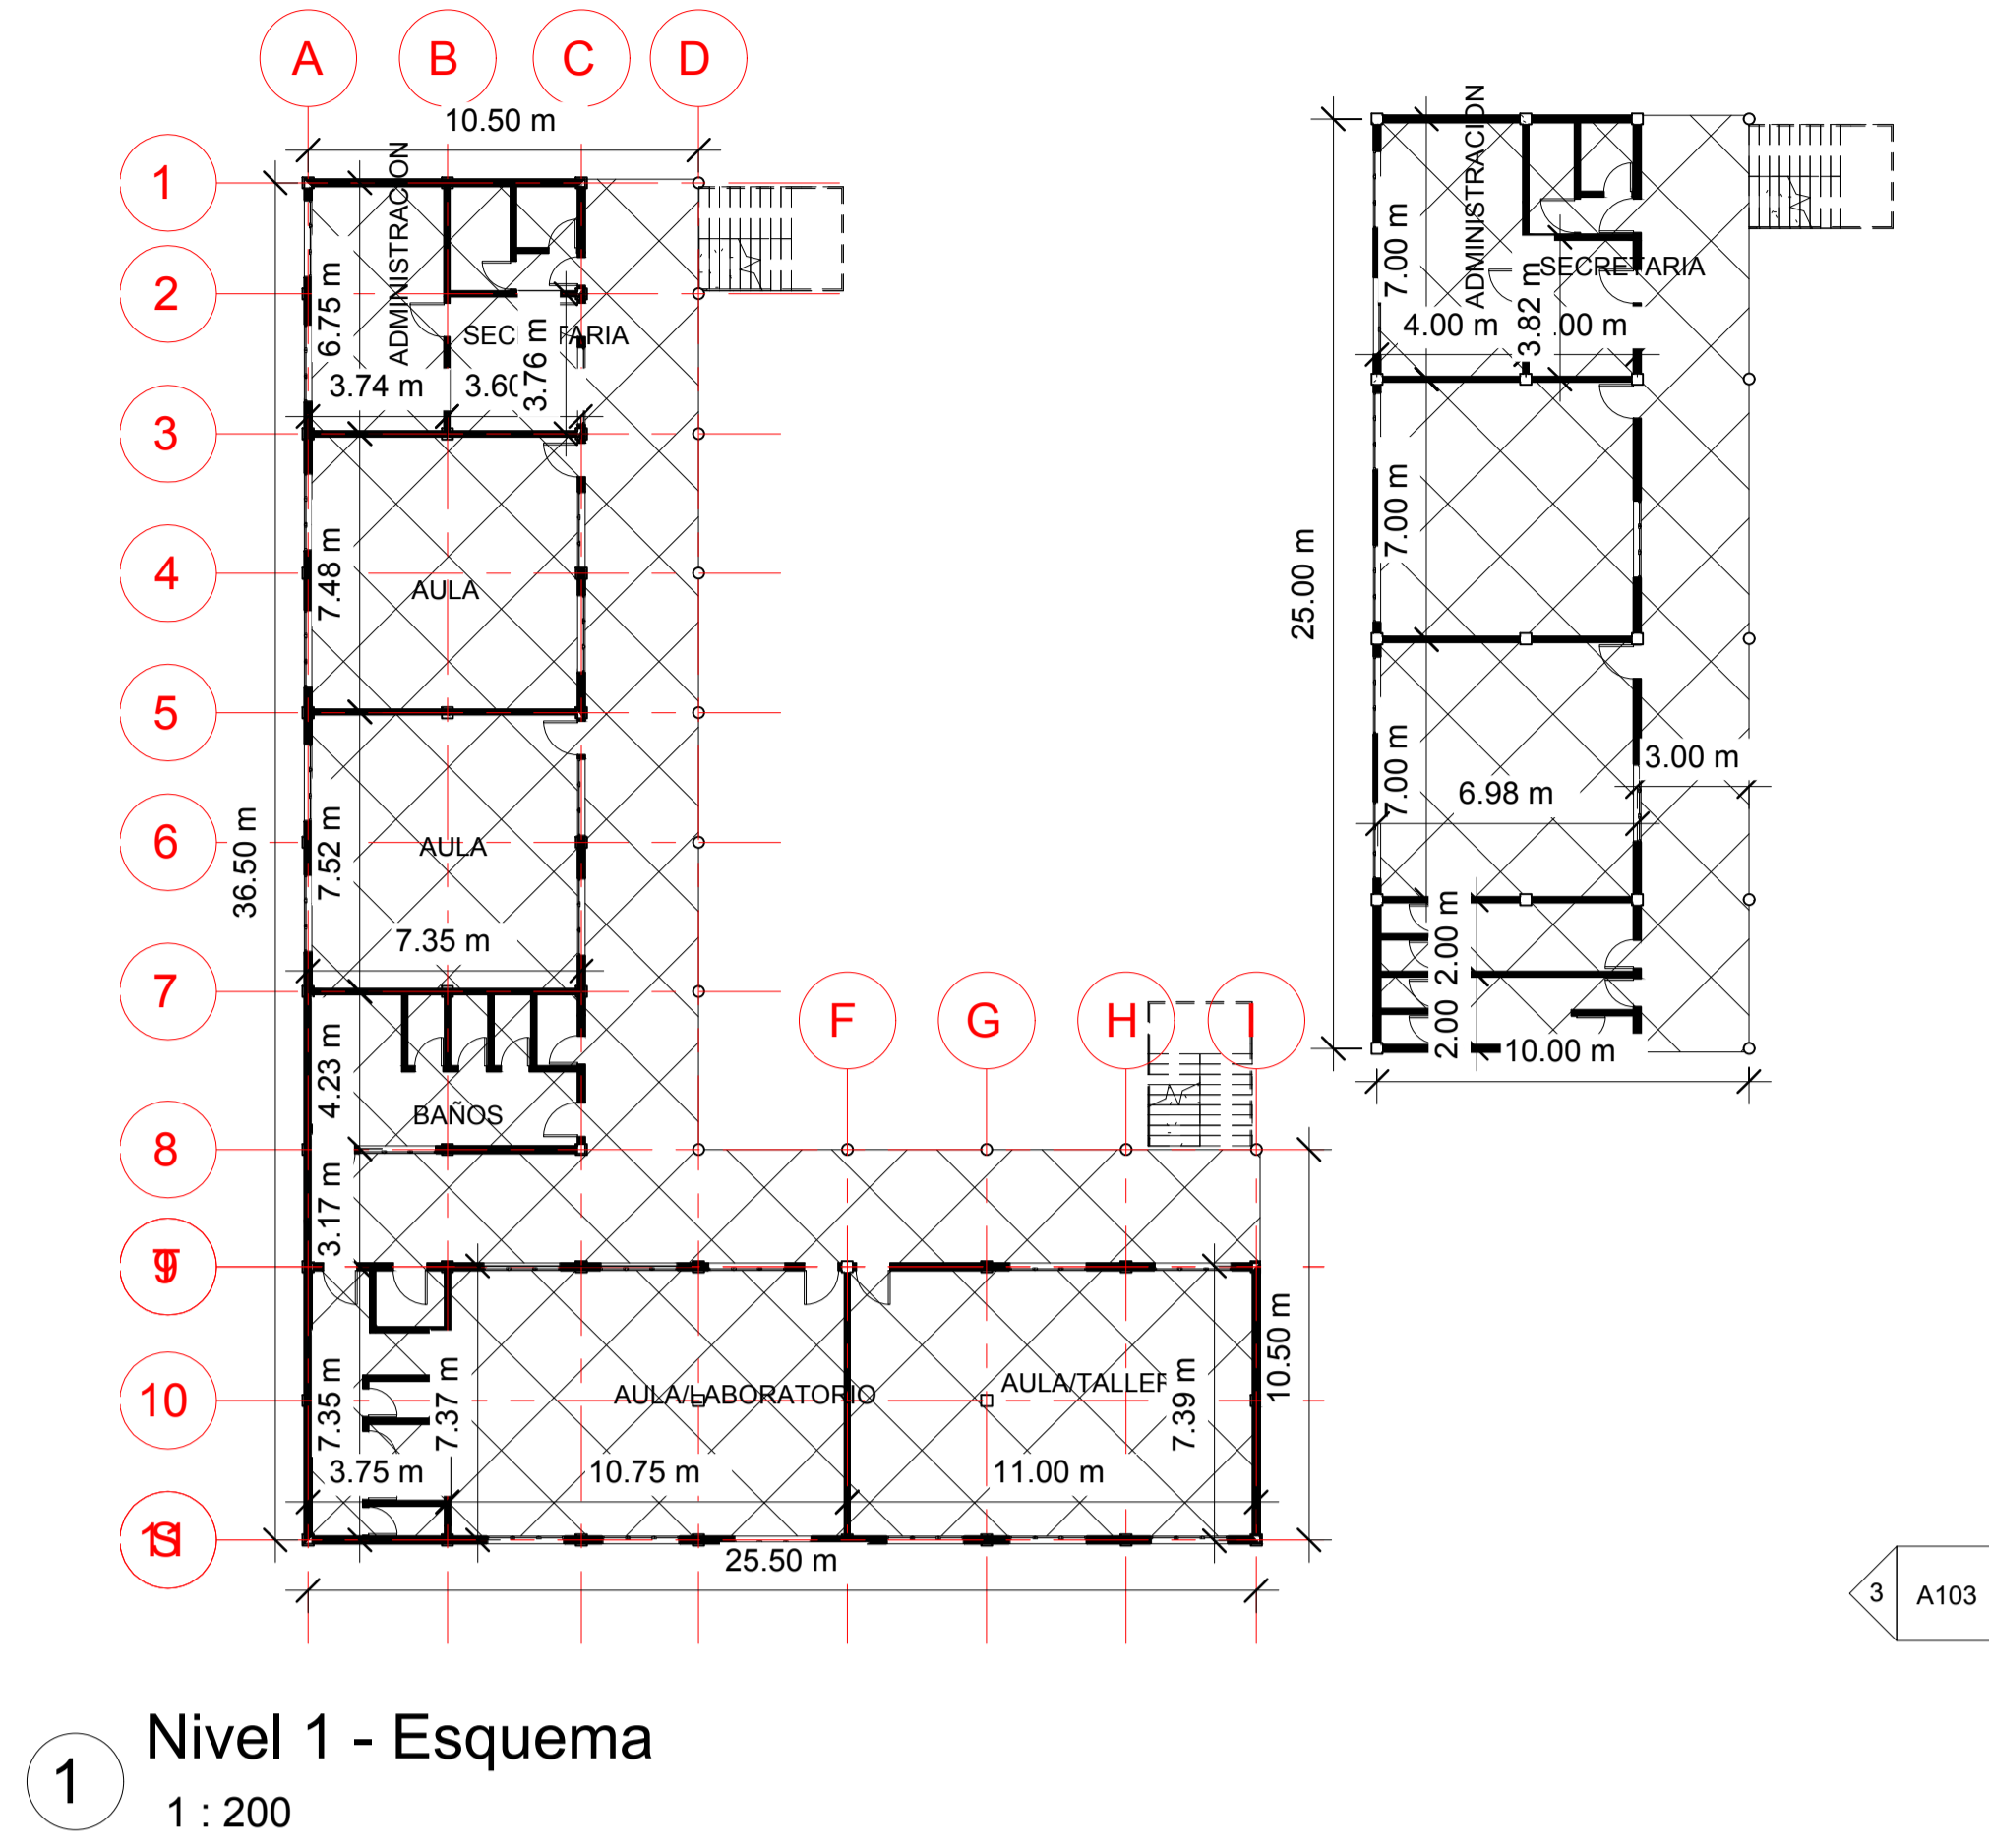 A B C D
10.50 m
1
2
3
4
5
6
7
8
10
ADMINISTRACION
6.75 m
3.74 m
3.76 m
7.48 m
AULA
36.50 m
7.52 m
AULA
7.35 m
4.23 m
BAÑOS
3.17 m
F G H I
7.35 m
3.75 m
7.37 m
AULA/LABORATORIO
10.75 m
AULA/TALLER
11.00 m
7.39 m
10.50 m
25.50 m
ADMINISTRACION
SECRETARIA
7.00 m
4.00 m
3.82 m
.00 m
7.00 m
25.00 m
7.00 m
6.98 m
3.00 m
2.00 m
2.00 m
10.00 m
3 A103
1
Nivel 1 - Esquema
1 : 200